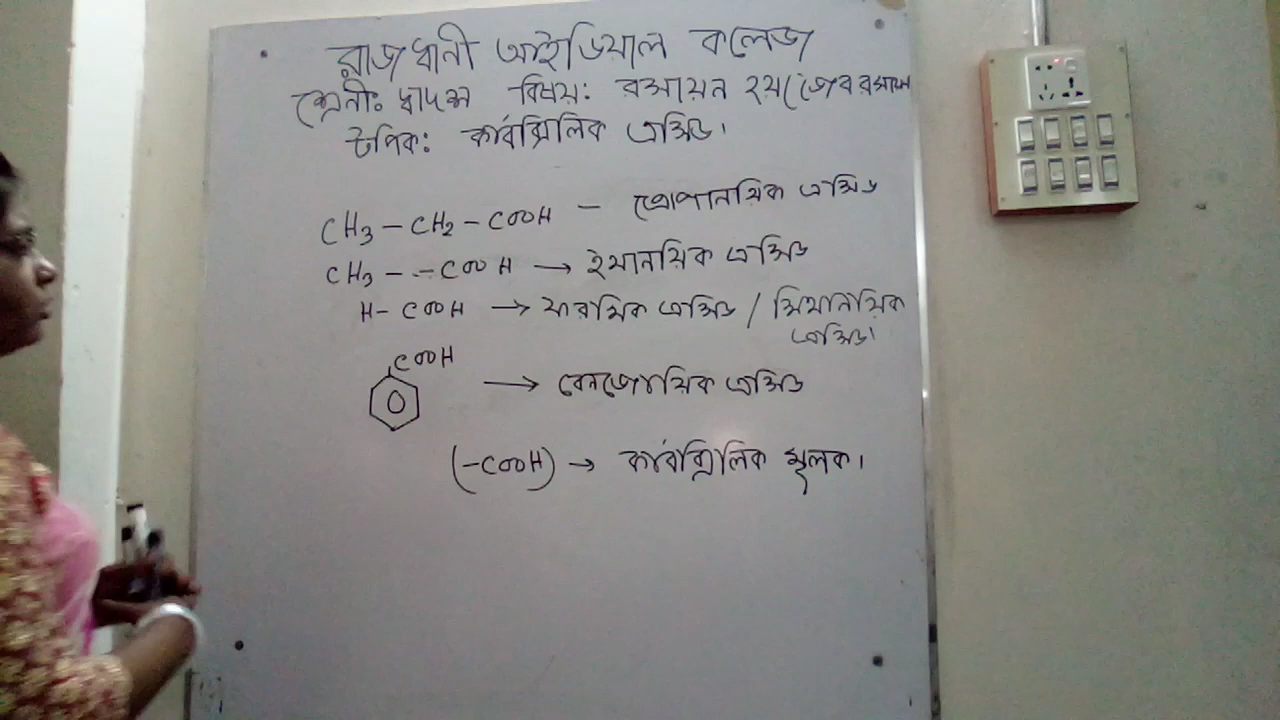 রাজধানী আইডিয়াল কলেজ
শ্রেনীঃ দ্বাদশ বিষয়: রসায়ন ২য় (জৈব রসায়ন
টপিক: কার্বক্সিলিক এসিড।
CH3 – CH2 – COOH – প্রোপানয়িক এসিড
CH3 – – COOH → ইথানয়িক এসিড
H – COOH → ফরমিক এসিড / মিথানয়িক
এসিড।
COOH
→ বেনজোয়িক এসিড
(–COOH) → কার্বক্সিলিক মূলক।